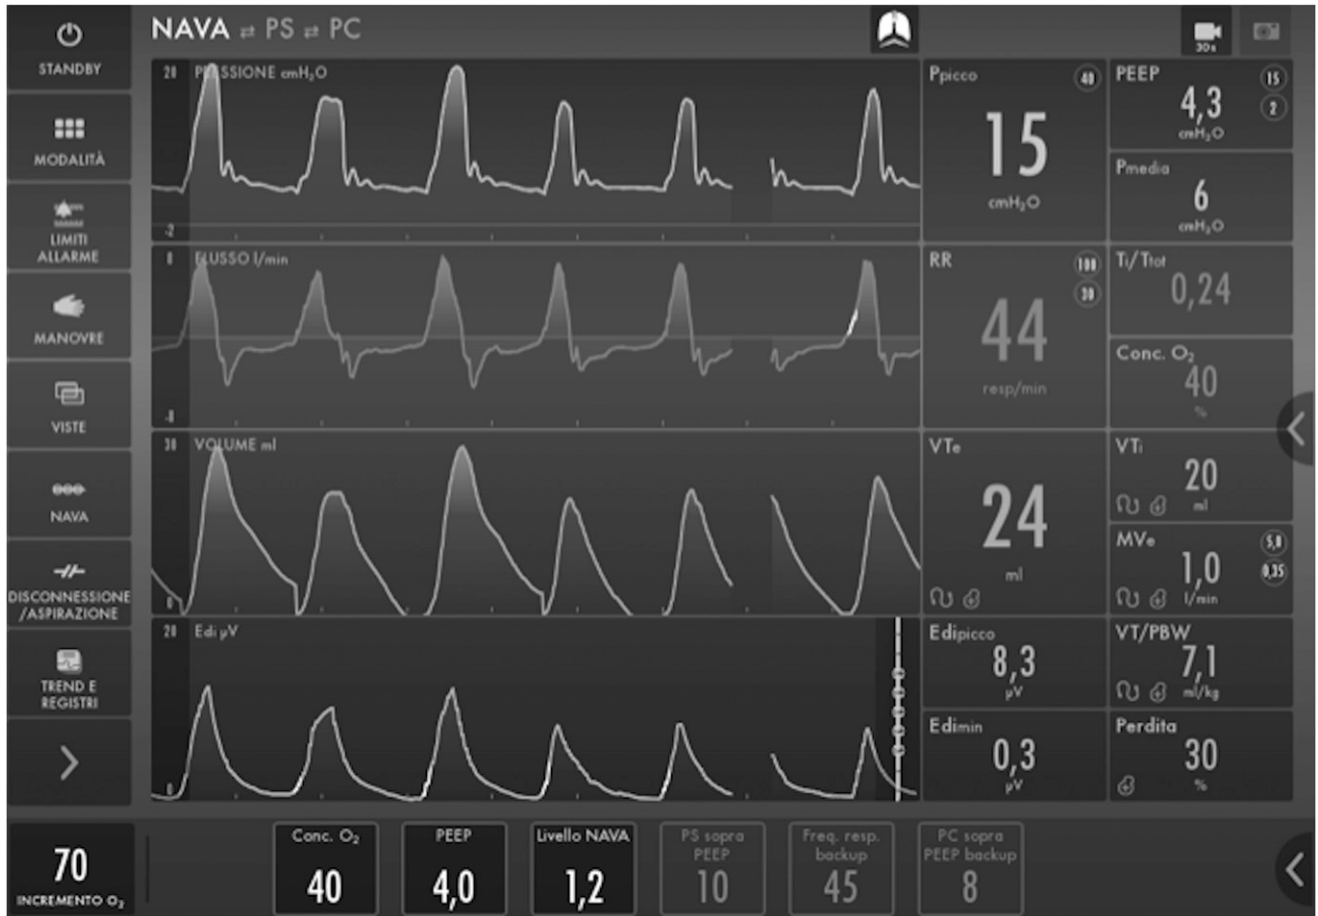 NAVA ⇄ PS ⇄ PC
STANDBY
MODALITÀ
LIMITI
ALLARME
MANOVRE
VISTE
NAVA
DISCONNESSIONE
/ASPIRAZIONE
TREND E
REGISTRI
70
INCREMENTO O₂
30s
20 PRESSIONE cmH₂O
-2
8 FLUSSO l/min
-8
30 VOLUME ml
0
20 Edi µV
0
Ppicco 40
15
cmH₂O
PEEP 15
4,3 2
cmH₂O
Pmedia
6
cmH₂O
RR 100
30
44
resp/min
Ti/Ttot
0,24
Conc. O₂
40
%
VTe
24
ml
VTi
20
ml
MVe 5,0
1,0 0,35
l/min
Edipicco
8,3
µV
VT/PBW
7,1
ml/kg
Edimin
0,3
µV
Perdita
30
%
Conc. O₂
40
PEEP
4,0
Livello NAVA
1,2
PS sopra
PEEP
10
Freq. resp.
backup
45
PC sopra
PEEP backup
8